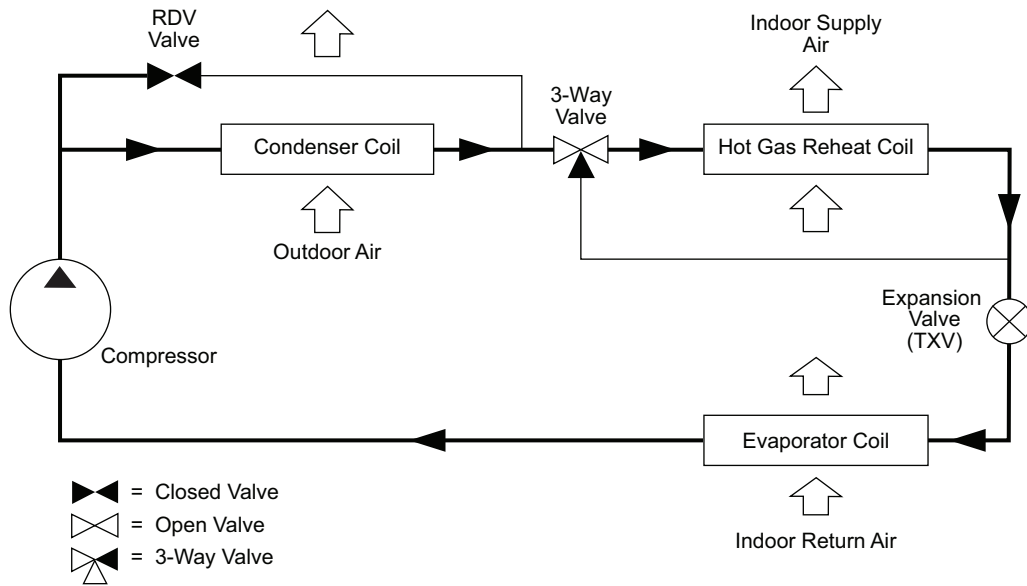 RDV
Valve
Indoor Supply
Air
3-Way
Valve
Condenser Coil
Hot Gas Reheat Coil
Outdoor Air
Expansion
Valve
(TXV)
Compressor
Evaporator Coil
Indoor Return Air
= Closed Valve
= Open Valve
= 3-Way Valve